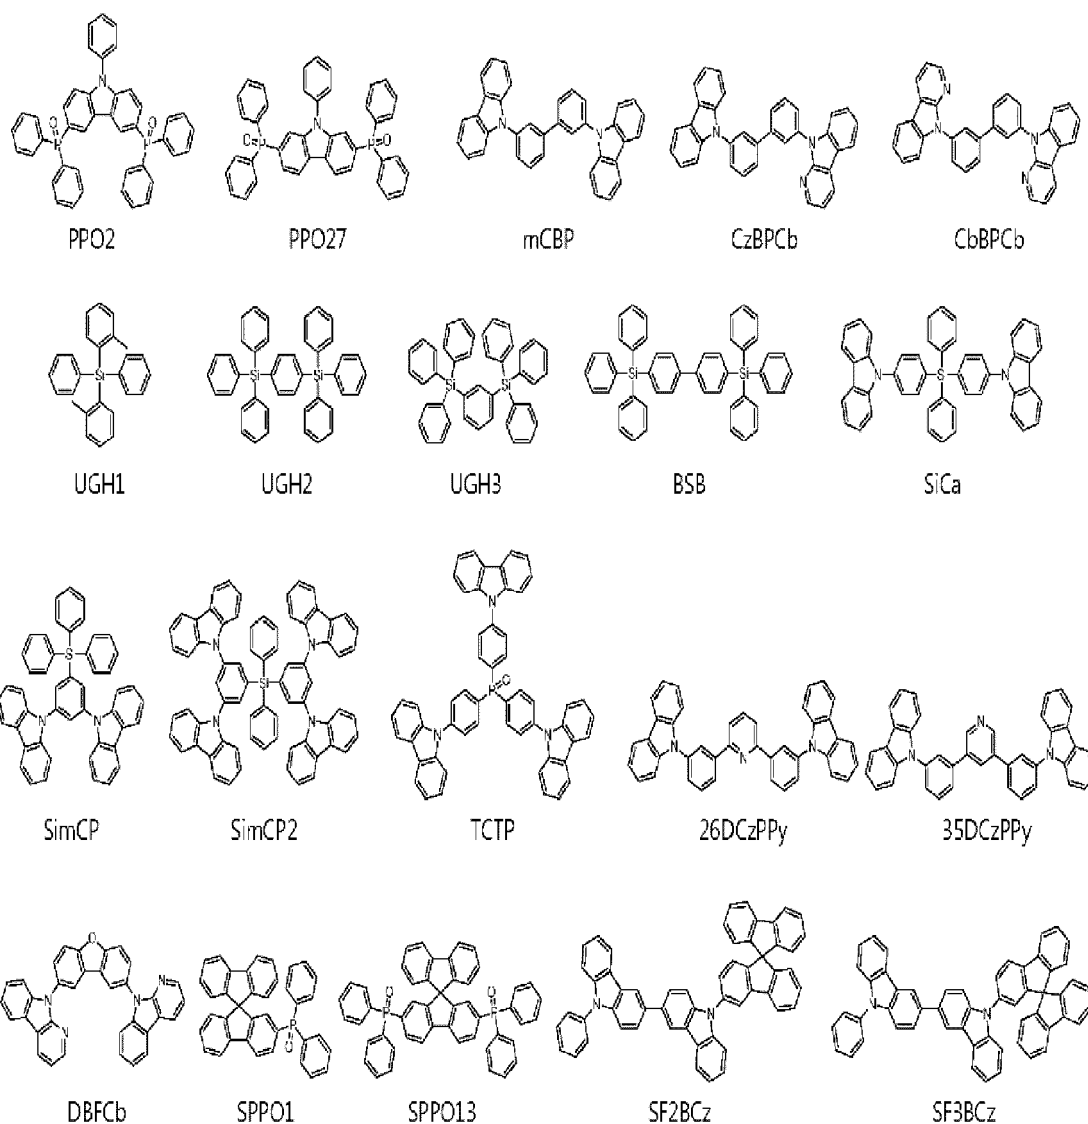 PPO2 PPO27 mCBP CzBPCb CbBPCb
UGH1 UGH2 UGH3 BSB SiCa
SimCP SimCP2 TCTP 26DCzPPy 35DCzPPy
DBFCb SPPO1 SPPO13 SF2BCz SF3BCz